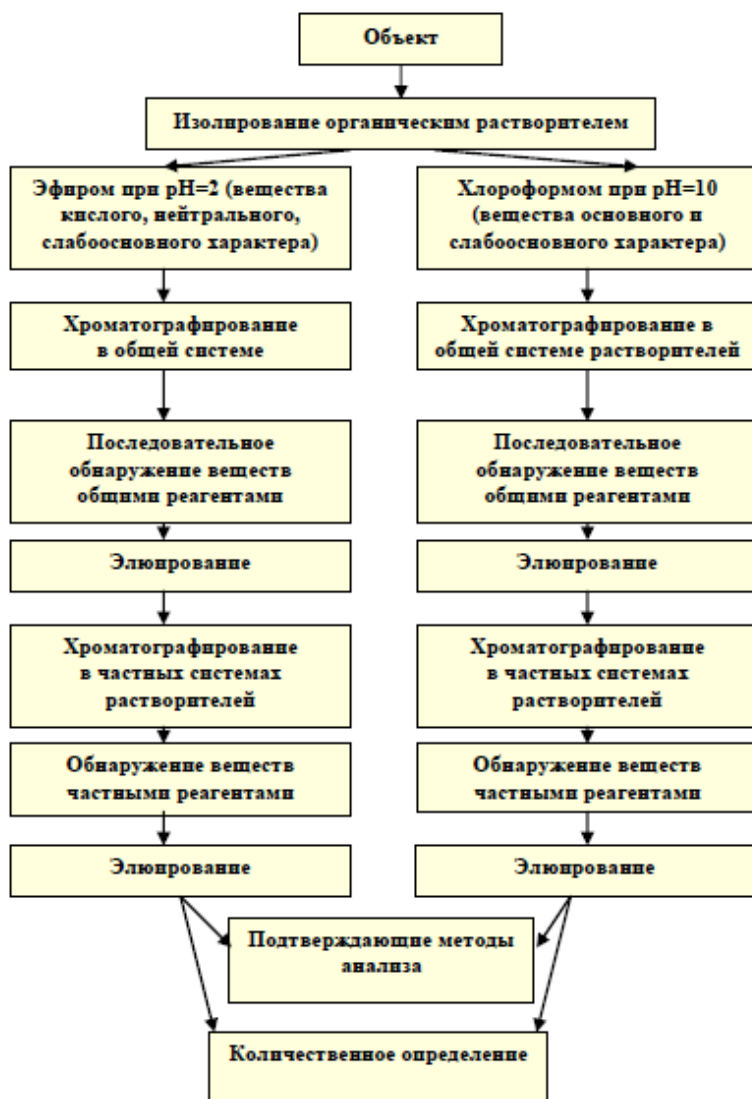 Объект
Изолирование органическим растворителем
Эфиром при pH=2 (вещества
кислого, нейтрального,
слабоосновного характера)
Хлороформом при pH=10
(вещества основного и
слабоосновного характера)
Хроматографирование
в общей системе
Хроматографирование в
общей системе растворителей
Последовательное
обнаружение веществ
общими реагентами
Последовательное
обнаружение веществ
общими реагентами
Элюирование
Элюирование
Хроматографирование
в частных системах
растворителей
Хроматографирование
в частных системах
растворителей
Обнаружение веществ
частными реагентами
Обнаружение веществ
частными реагентами
Элюирование
Элюирование
Подтверждающие методы
анализа
Количественное определение